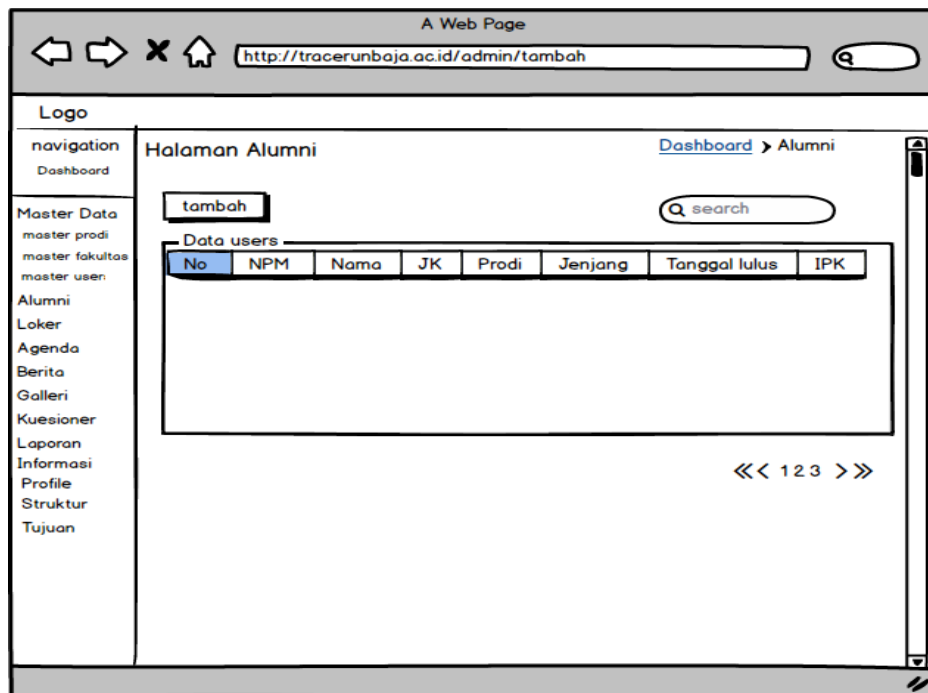 A Web Page
http://tracerunbaja.ac.id/admin/tambah
Logo
navigation
Dashboard
Master Data
master prodi
master fakultas
master user
Alumni
Loker
Agenda
Berita
Galleri
Kuesioner
Laporan
Informasi
Profile
Struktur
Tujuan
Halaman Alumni
Dashboard > Alumni
tambah
search
Data users
No NPM Nama JK Prodi Jenjang Tanggal lulus IPK
≪< 1 2 3 >≫